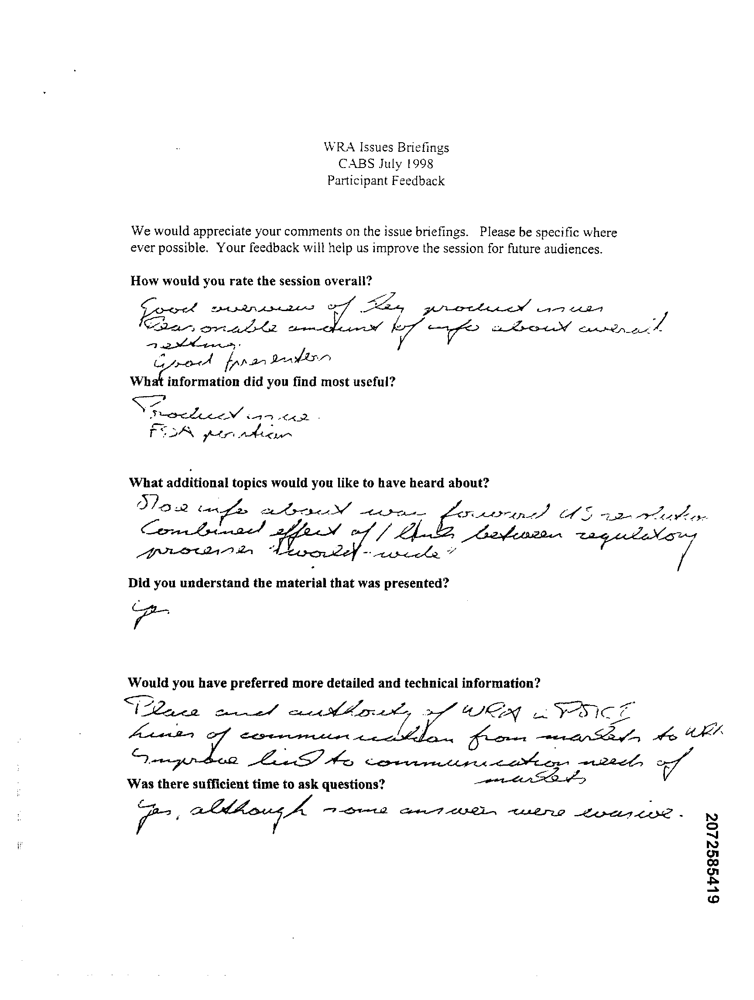 WRA Issues Briefings
CABS July 1998
Participant Feedback
We would appreciate your comments on the issue briefings. Please be specific where
ever possible. Your feedback will help us improve the session for future audiences.
How would you rate the session overall?
Good overview of key product issues
Reasonable amount of info about overall
setting.
Good presenters
What information did you find most useful?
Product issue.
FDA
What additional topics would you like to have heard about?
More info about way forward US resolution
Combined effect of / links between regulatory
processes "world-wide"
Did you understand the material that was presented?
yes
Would you have preferred more detailed and technical information?
Place and authority of WRA in
Lines of communication from markets to WRA
Improve link to communication needs of
markets
Was there sufficient time to ask questions?
Yes, although some answers were evasive.
2072585419